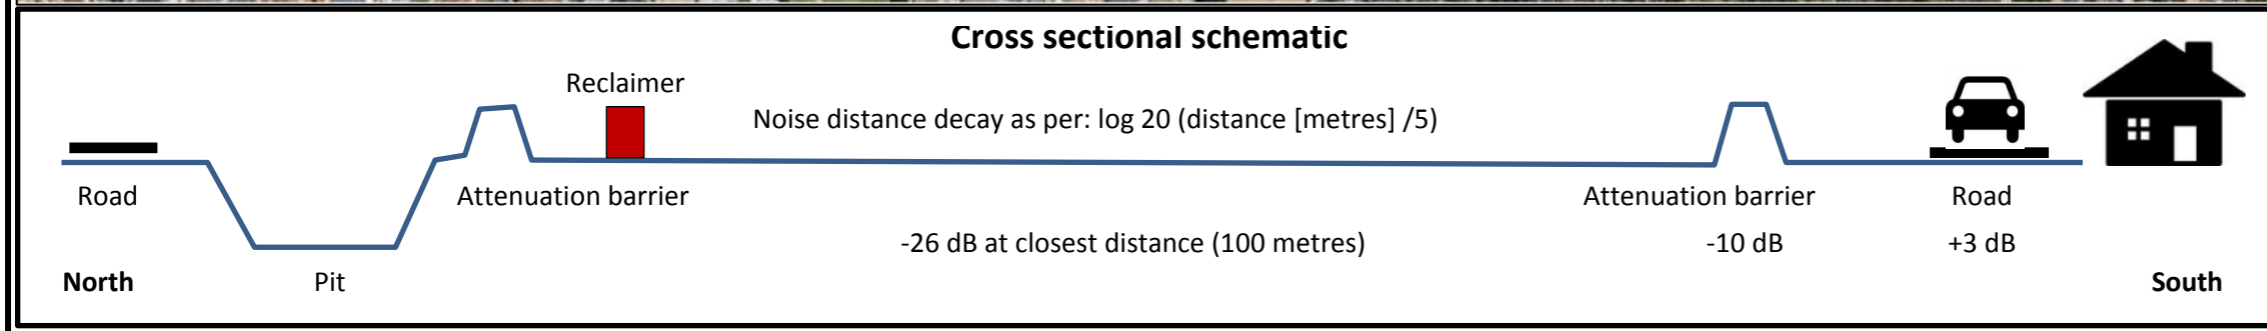 Cross sectional schematic
Reclaimer
Noise distance decay as per: log 20 (distance [metres] /5)
Road
Attenuation barrier
Attenuation barrier
Road
-26 dB at closest distance (100 metres)
-10 dB
+3 dB
North
Pit
South